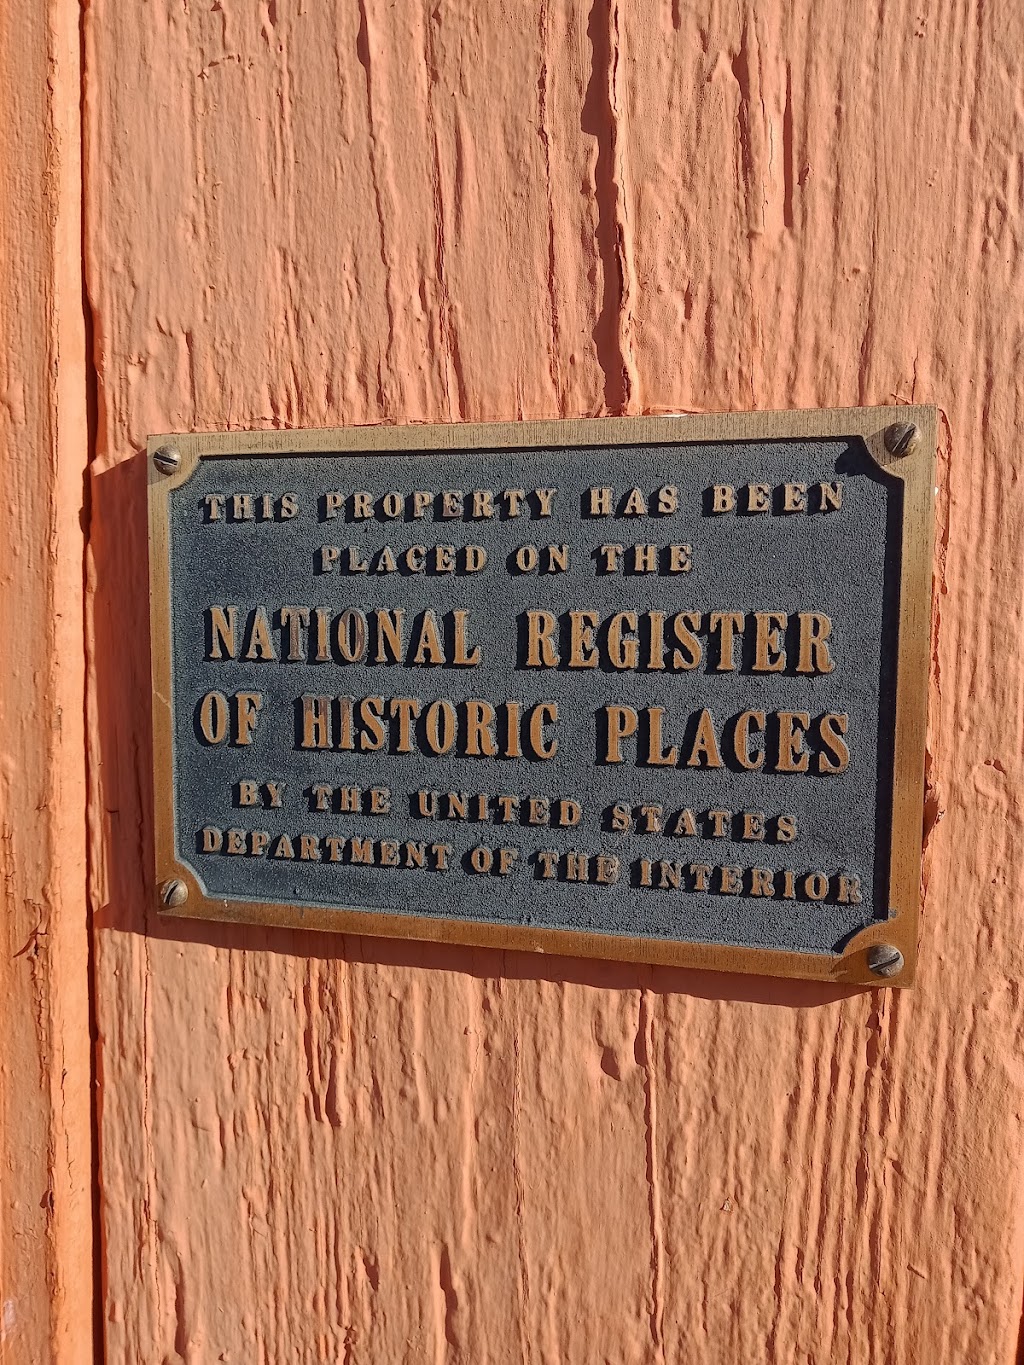 THIS PROPERTY HAS BEEN
PLACED ON THE
NATIONAL REGISTER
OF HISTORIC PLACES
BY THE UNITED STATES
DEPARTMENT OF THE INTERIOR